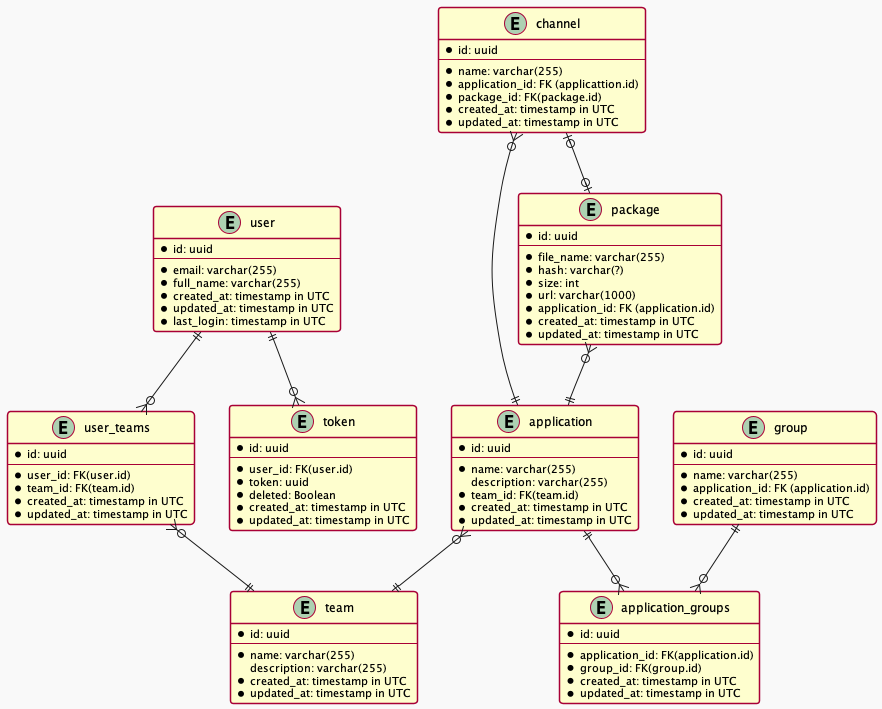 E channel
id: uuid
name: varchar(255)
application_id: FK (applicattion.id)
package_id: FK(package.id)
created_at: timestamp in UTC
updated_at: timestamp in UTC
E package
id: uuid
file_name: varchar(255)
hash: varchar(?)
size: int
url: varchar(1000)
application_id: FK (application.id)
created_at: timestamp in UTC
updated_at: timestamp in UTC
E user
id: uuid
email: varchar(255)
full_name: varchar(255)
created_at: timestamp in UTC
updated_at: timestamp in UTC
last_login: timestamp in UTC
E user_teams
id: uuid
user_id: FK(user.id)
team_id: FK(team.id)
created_at: timestamp in UTC
updated_at: timestamp in UTC
E token
id: uuid
user_id: FK(user.id)
token: uuid
deleted: Boolean
created_at: timestamp in UTC
updated_at: timestamp in UTC
E application
id: uuid
name: varchar(255)
description: varchar(255)
team_id: FK(team.id)
created_at: timestamp in UTC
updated_at: timestamp in UTC
E group
id: uuid
name: varchar(255)
application_id: FK (application.id)
created_at: timestamp in UTC
updated_at: timestamp in UTC
E team
id: uuid
name: varchar(255)
description: varchar(255)
created_at: timestamp in UTC
updated_at: timestamp in UTC
E application_groups
id: uuid
application_id: FK(application.id)
group_id: FK(group.id)
created_at: timestamp in UTC
updated_at: timestamp in UTC